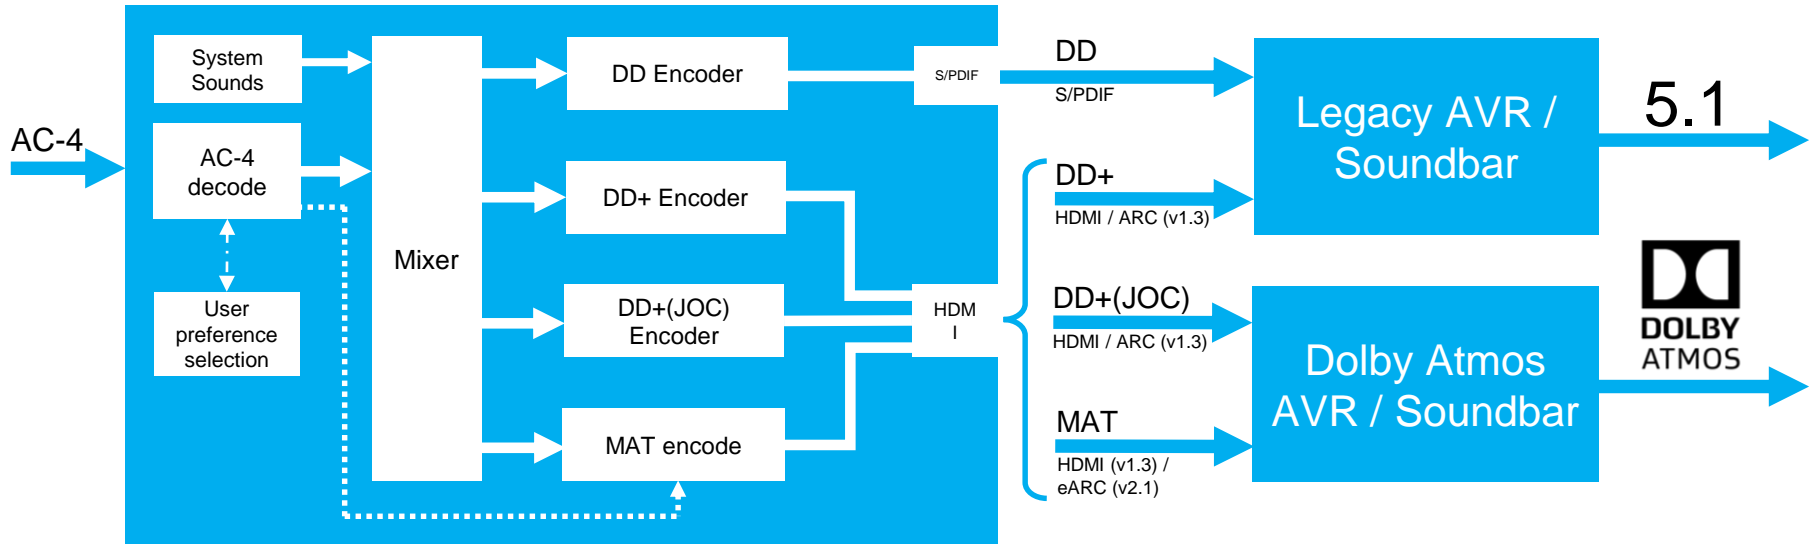 AC-4
System
Sounds
AC-4
decode
User
preference
selection
Mixer
DD Encoder
DD+ Encoder
DD+(JOC)
Encoder
MAT encode
S/PDIF
HDM
I
DD
S/PDIF
DD+
HDMI / ARC (v1.3)
DD+(JOC)
HDMI / ARC (v1.3)
MAT
HDMI (v1.3) /
eARC (v2.1)
Legacy AVR /
Soundbar
Dolby Atmos
AVR / Soundbar
5.1
DOLBY
ATMOS